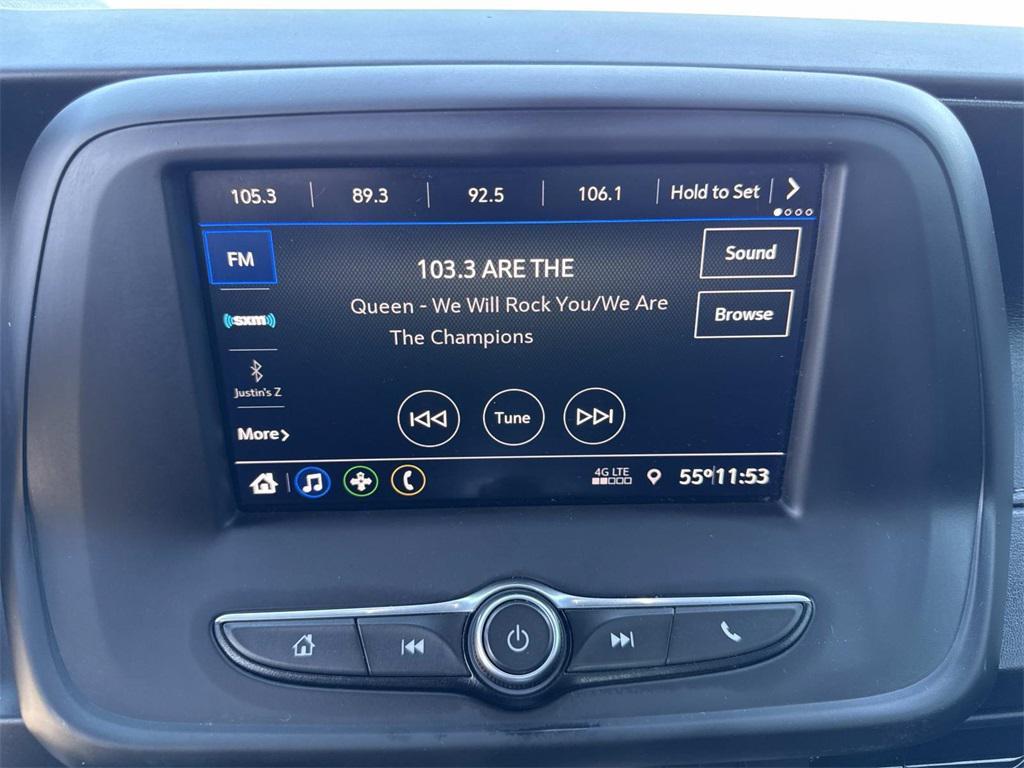 105.3 89.3 92.5 106.1 Hold to Set
FM
103.3 ARE THE
Sound
Queen - We Will Rock You/We Are
The Champions
Browse
sxm
Justin's Z
Tune
More
4G LTE
55° 11:53